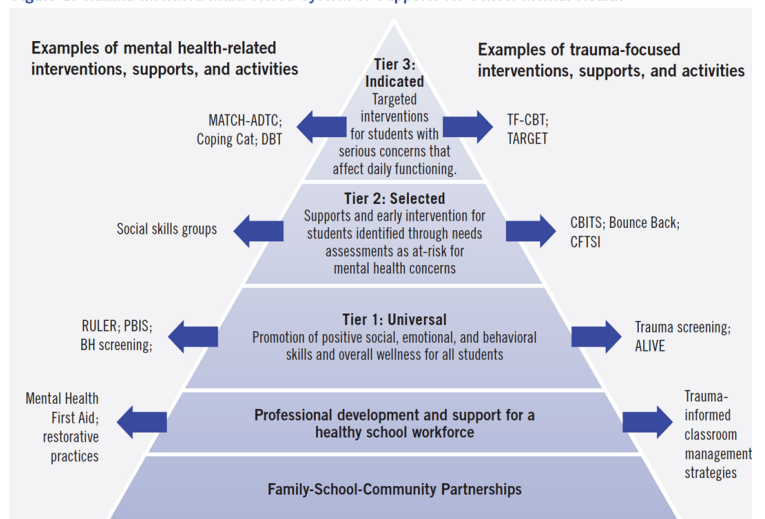 Examples of mental health-related
interventions, supports, and activities
Examples of trauma-focused
interventions, supports, and activities
Tier 3:
Indicated
Targeted
interventions
for students with
serious concerns that
affect daily functioning.
MATCH-ADTC;
Coping Cat; DBT
TF-CBT;
TARGET
Tier 2: Selected
Supports and early intervention for
students identified through needs
assessments as at-risk for
mental health concerns
Social skills groups
CBITS; Bounce Back;
CFTSI
Tier 1: Universal
Promotion of positive social, emotional, and behavioral
skills and overall wellness for all students
RULER; PBIS;
BH screening;
Trauma screening;
ALIVE
Mental Health
First Aid;
restorative
practices
Professional development and support for a
healthy school workforce
Trauma-
informed
classroom
management
strategies
Family-School-Community Partnerships